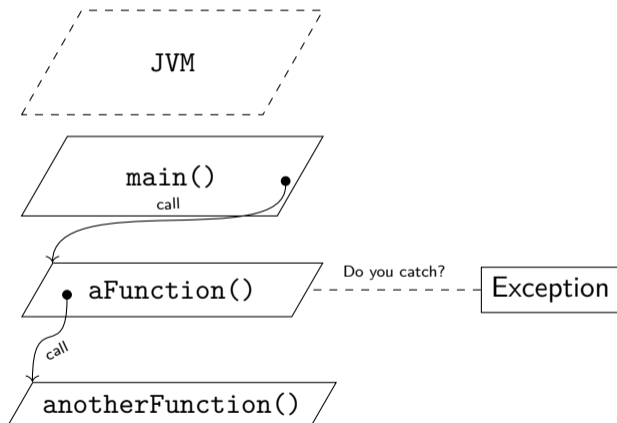 JVM
main()
call
Do you catch?
aFunction()
Exception
call
anotherFunction()